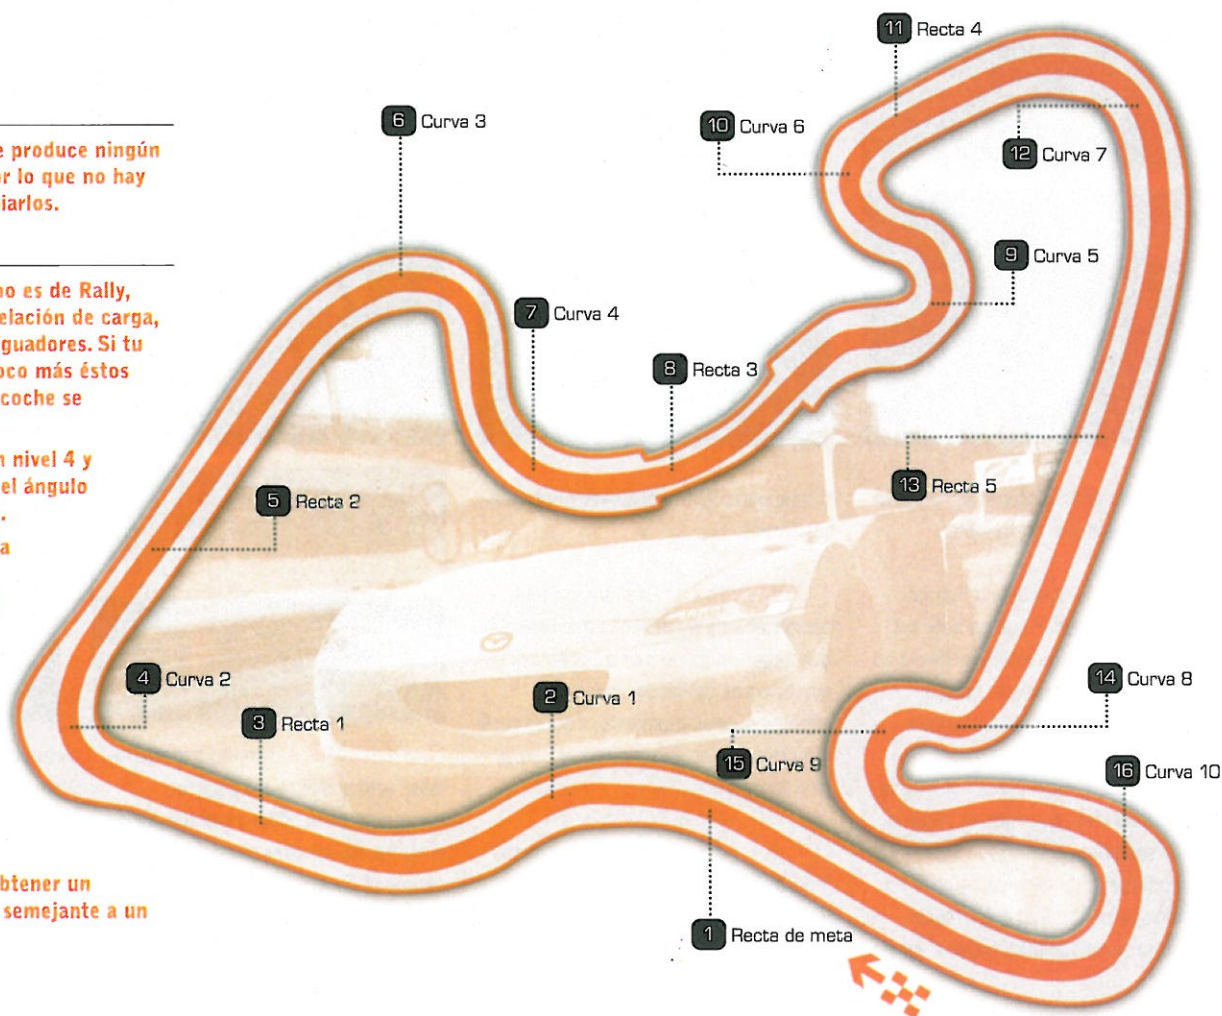 e produce ningún
r lo que no hay
iarlos.
oo es de Rally,
elación de carga,
guadores. Si tu
oco más éstos
coche se
n nivel 4 y
el ángulo
.
a
btener un
semejante a un
11 Recta 4
6 Curva 3
10 Curva 6
12 Curva 7
9 Curva 5
7 Curva 4
8 Recta 3
5 Recta 2
13 Recta 5
4 Curva 2
14 Curva 8
2 Curva 1
3 Recta 1
15 Curva 9
16 Curva 10
1 Recta de meta